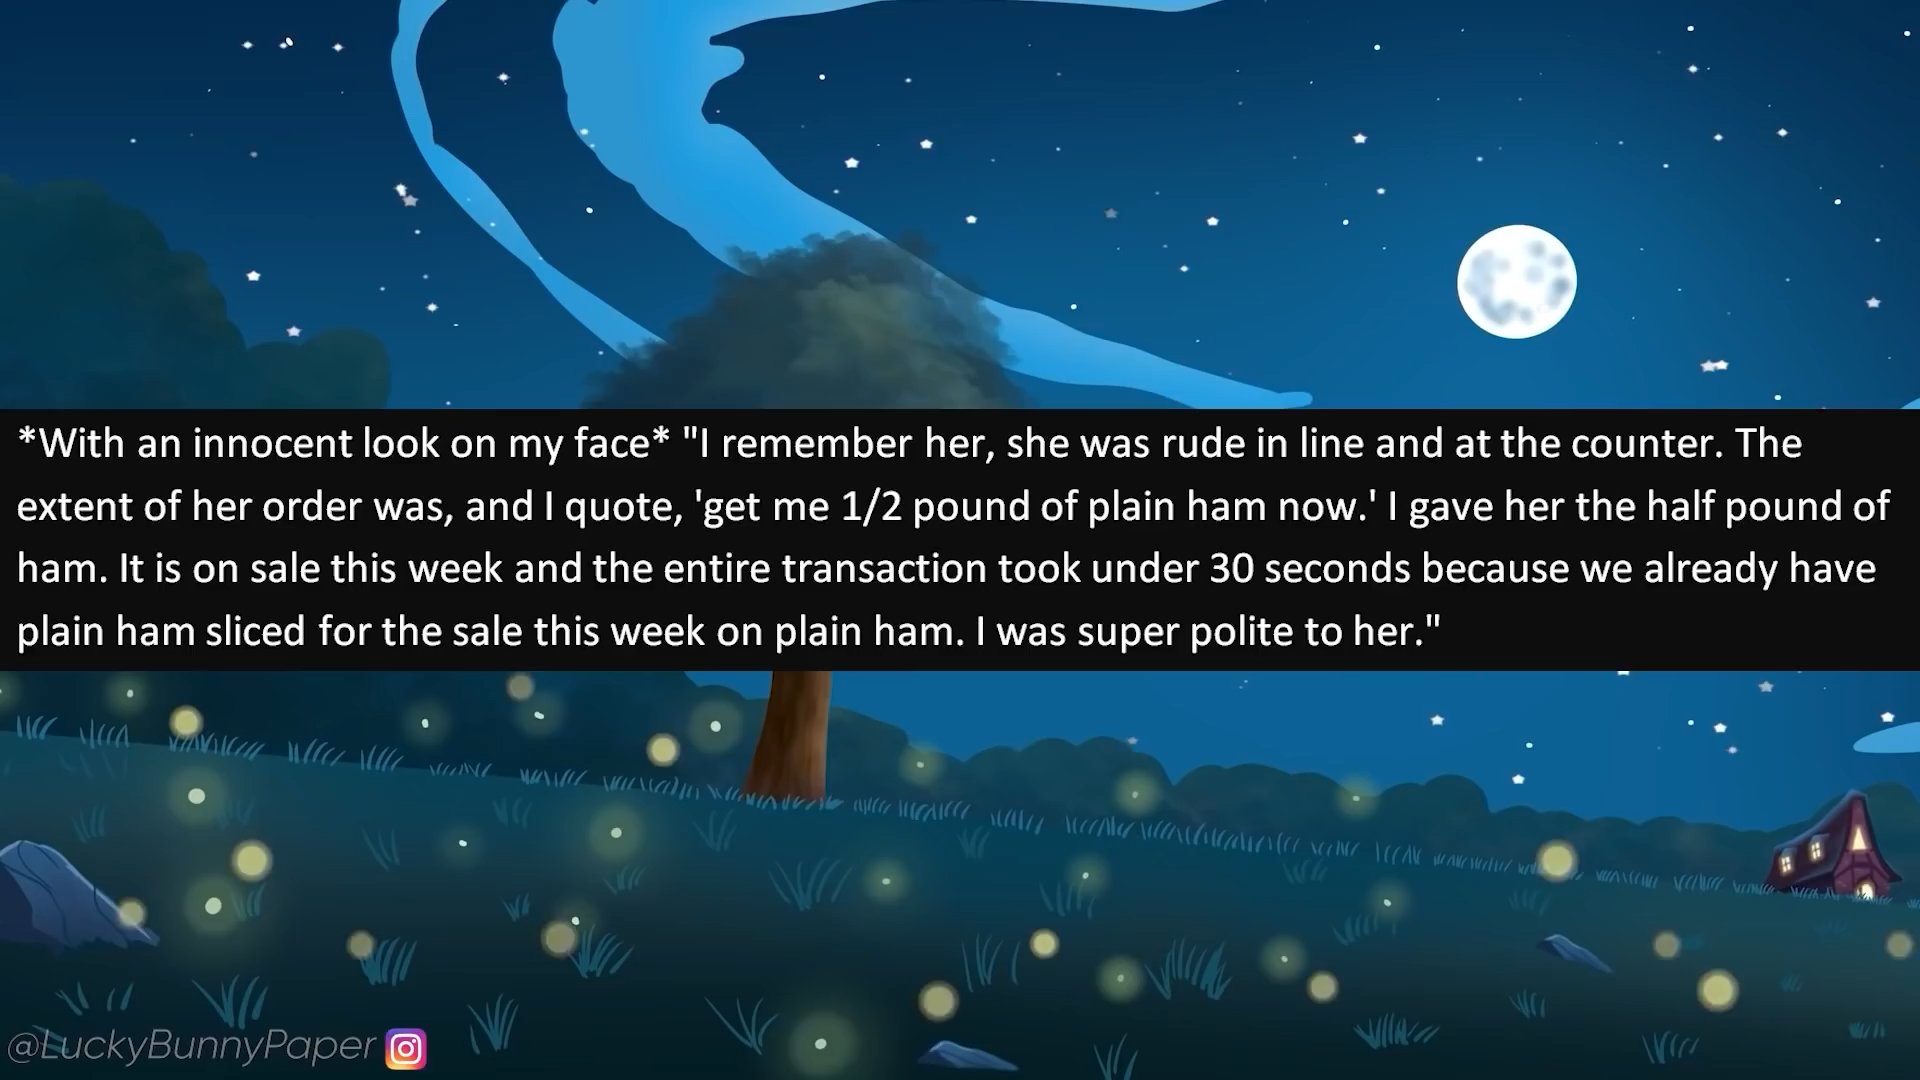 *With an innocent look on my face* "I remember her, she was rude in line and at the counter. The
extent of her order was, and I quote, 'get me 1/2 pound of plain ham now.' I gave her the half pound of
ham. It is on sale this week and the entire transaction took under 30 seconds because we already have
plain ham sliced for the sale this week on plain ham. I was super polite to her."
@LuckyBunnyPaper